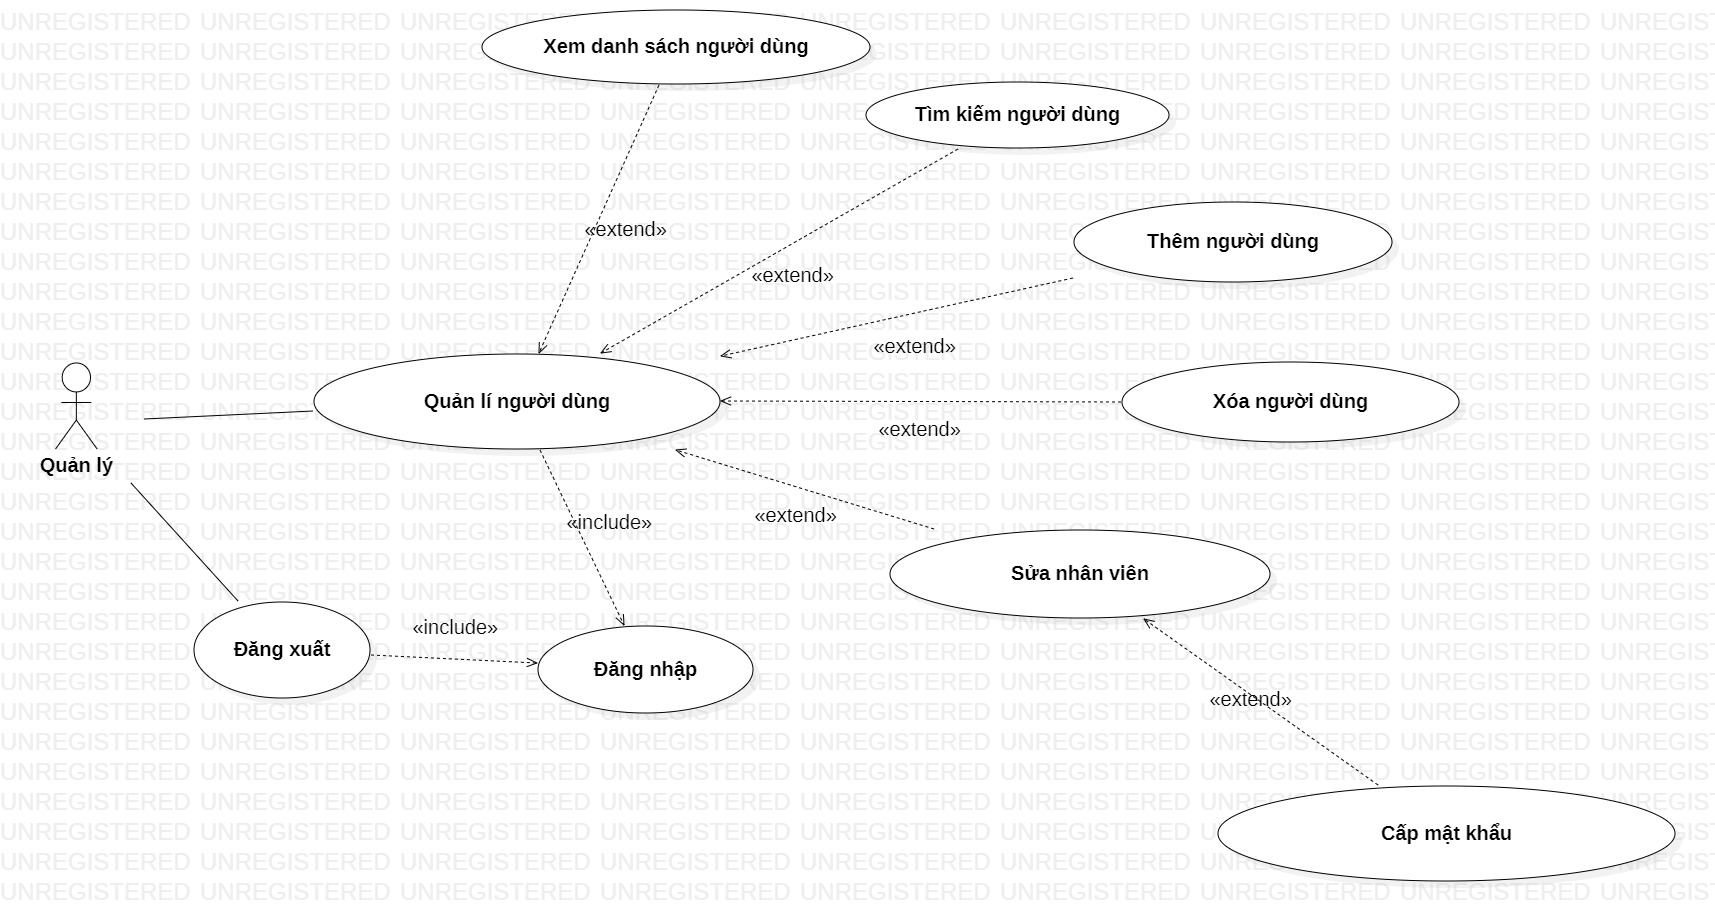 Xem danh sách người dùng
Tìm kiếm người dùng
«extend»
Thêm người dùng
«extend»
«extend»
Quản lí người dùng
Xóa người dùng
«extend»
Quản lý
«include»
«extend»
Sửa nhân viên
«include»
Đăng xuất
Đăng nhập
«extend»
Cấp mật khẩu
UNREGISTERED